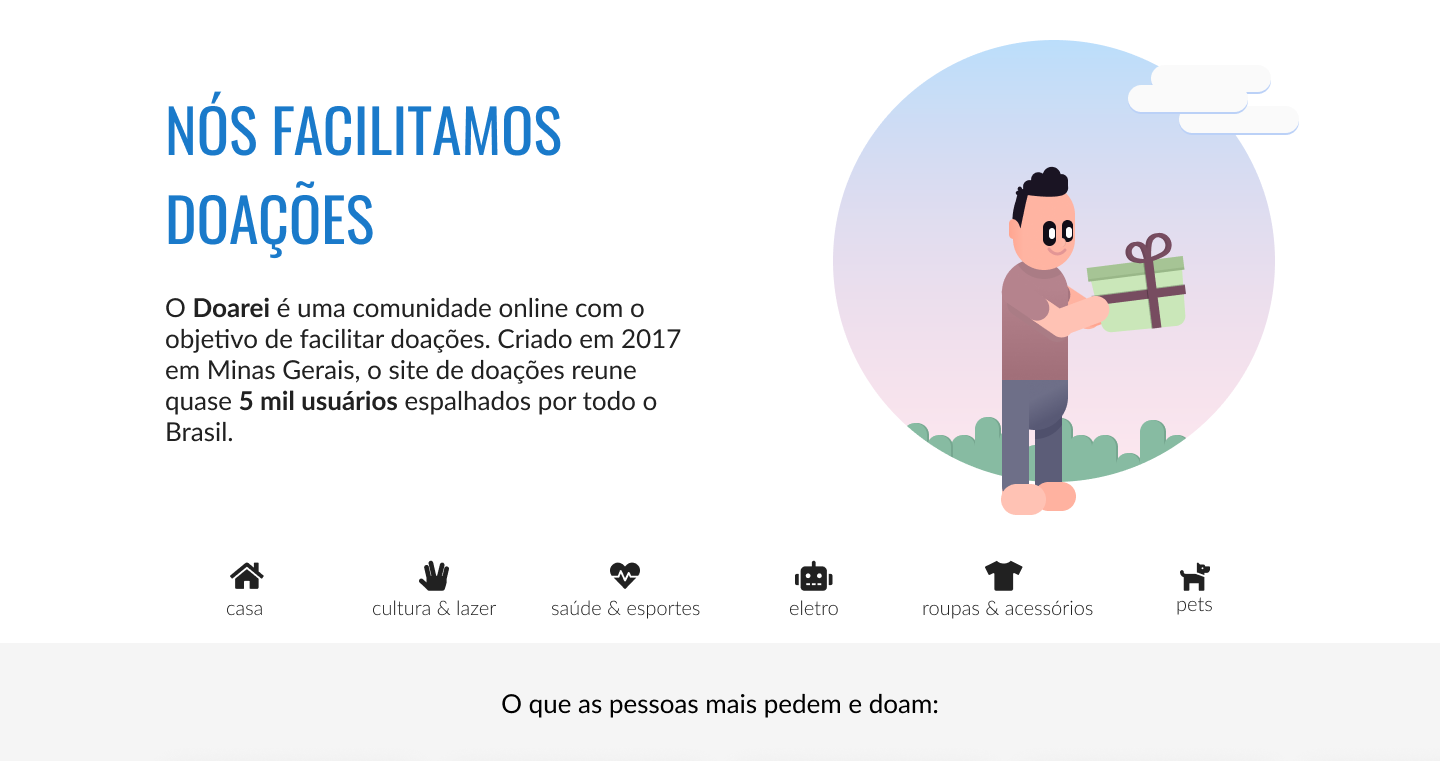 NÓS FACILITAMOS
DOAÇÕES
O Doarei é uma comunidade online com o
objetivo de facilitar doações. Criado em 2017
em Minas Gerais, o site de doações reune
quase 5 mil usuários espalhados por todo o
Brasil.
casa
cultura & lazer
saúde & esportes
eletro
roupas & acessórios
pets
O que as pessoas mais pedem e doam: